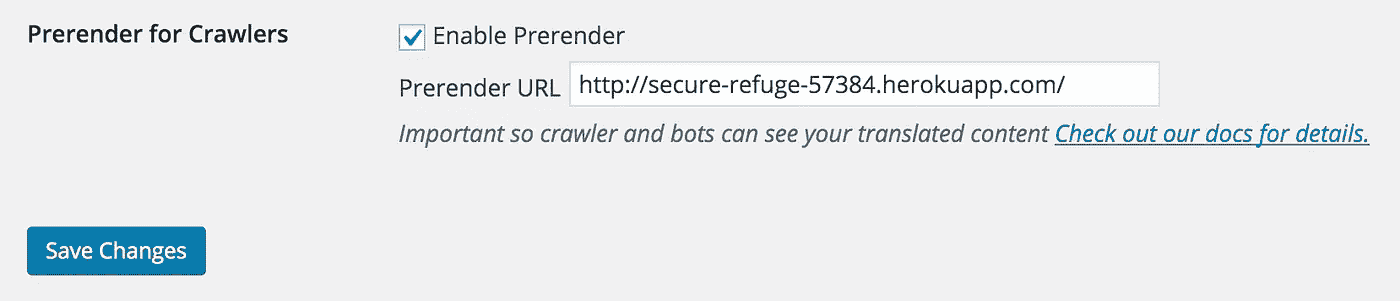 Prerender for Crawlers
Enable Prerender
Prerender URL http://secure-refuge-57384.herokuapp.com/
Important so crawler and bots can see your translated content Check out our docs for details.
Save Changes